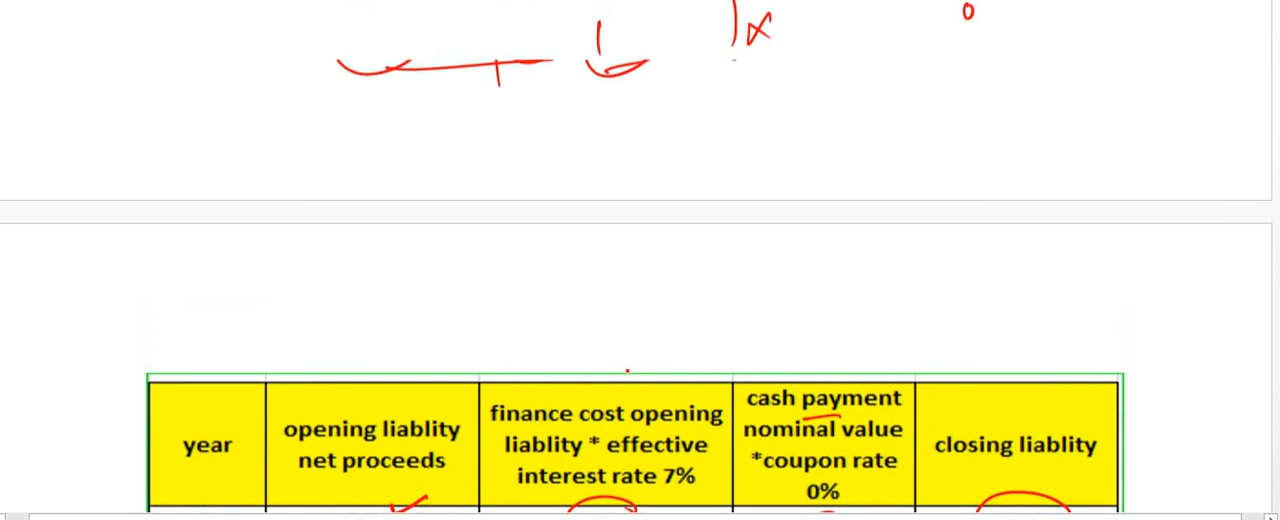 year
opening liablity
net proceeds
finance cost opening
liablity * effective
interest rate 7%
cash payment
nominal value
*coupon rate
0%
closing liablity